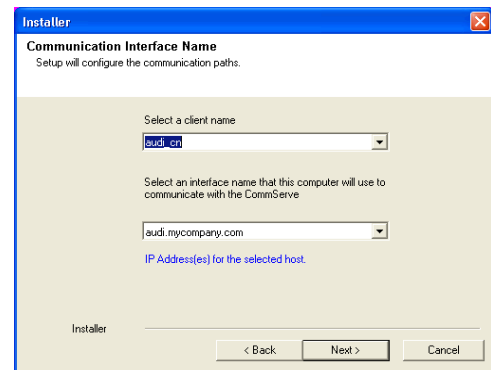 Installer
Communication Interface Name
Setup will configure the communication paths.
Select a client name
audi_cn
Select an interface name that this computer will use to
communicate with the CommServe
audi.mycompany.com
IP Address(es) for the selected host.
Installer
< Back
Next >
Cancel